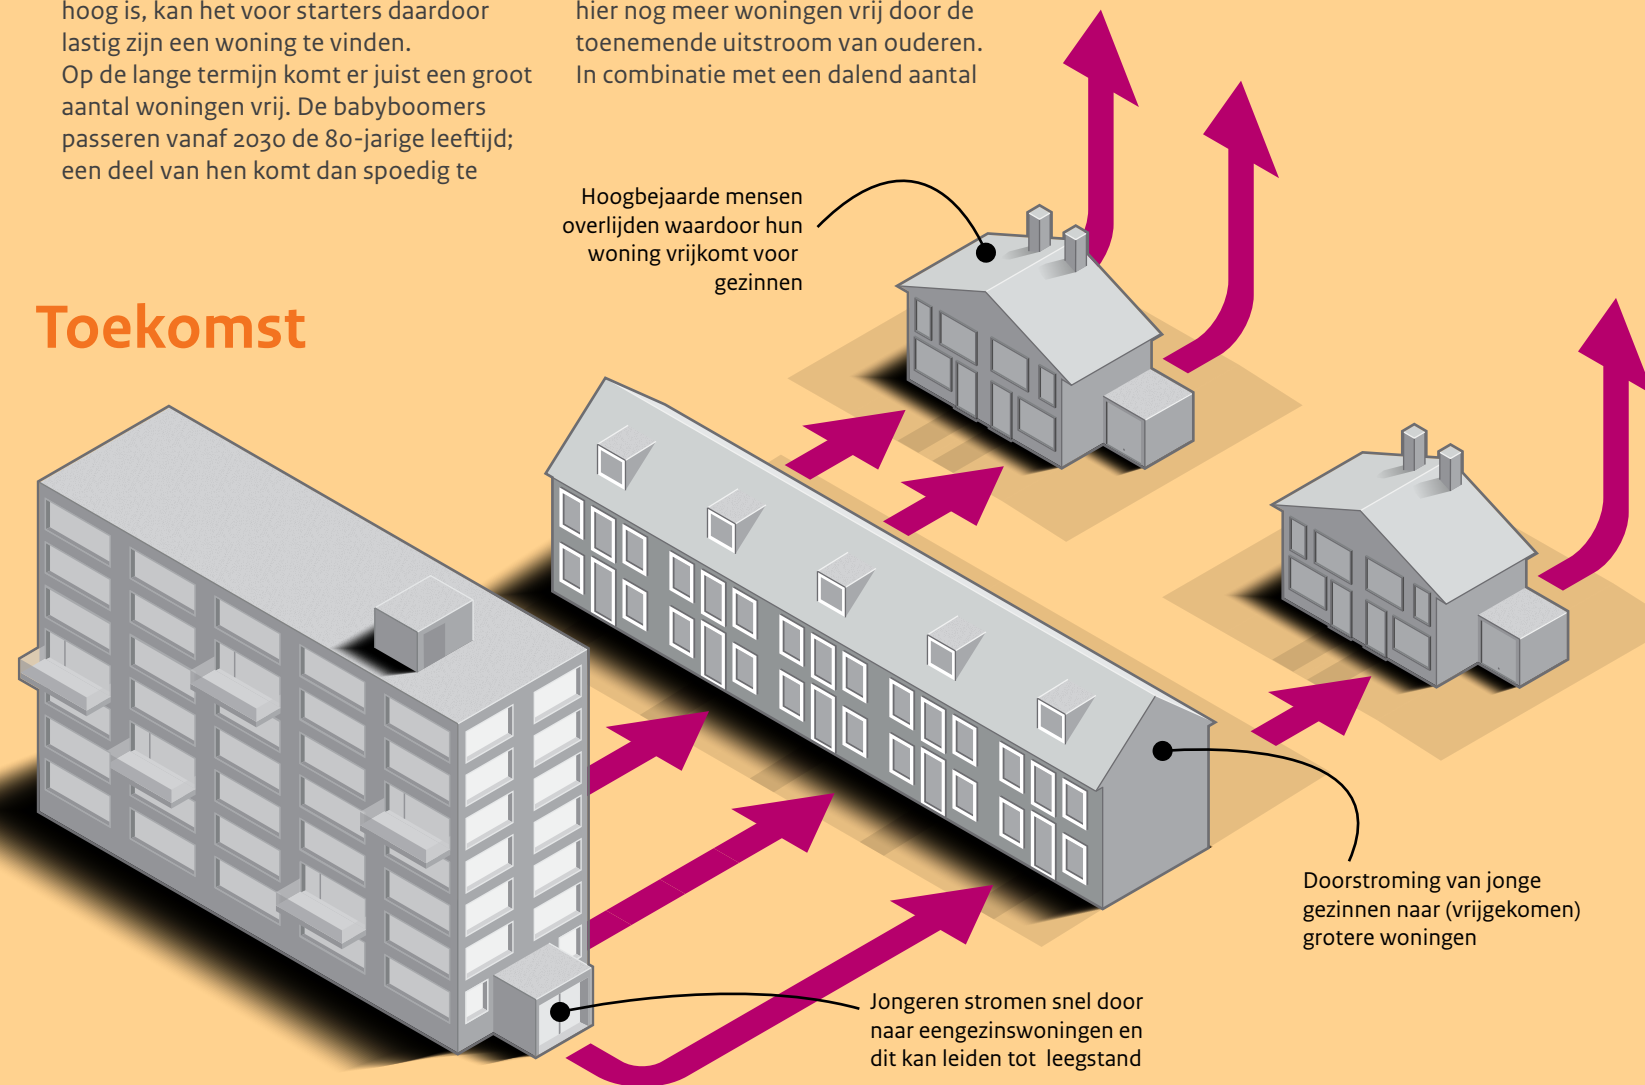 hoog is, kan het voor starters daardoor
lastig zijn een woning te vinden.
Op de lange termijn komt er juist een groot
aantal woningen vrij. De babyboomers
passeren vanaf 2030 de 80-jarige leeftijd;
een deel van hen komt dan spoedig te
hier nog meer woningen vrij door de
toenemende uitstroom van ouderen.
In combinatie met een dalend aantal
Hoogbejaarde mensen
overlijden waardoor hun
woning vrijkomt voor
gezinnen
Toekomst
Doorstroming van jonge
gezinnen naar (vrijgekomen)
grotere woningen
Jongeren stromen snel door
naar eengezinswoningen en
dit kan leiden tot leegstand